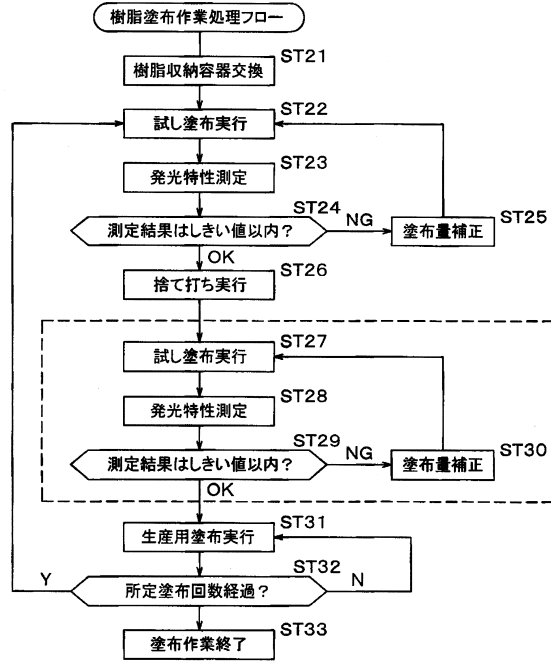 樹脂塗布作業処理フロー
ST21
樹脂収納容器交換
ST22
試し塗布実行
ST23
発光特性測定
ST24
測定結果はしきい値以内?
NG
ST25
塗布量補正
OK
ST26
捨て打ち実行
ST27
試し塗布実行
ST28
発光特性測定
ST29
測定結果はしきい値以内?
NG
ST30
塗布量補正
OK
ST31
生産用塗布実行
ST32
Y
所定塗布回数経過?
N
ST33
塗布作業終了